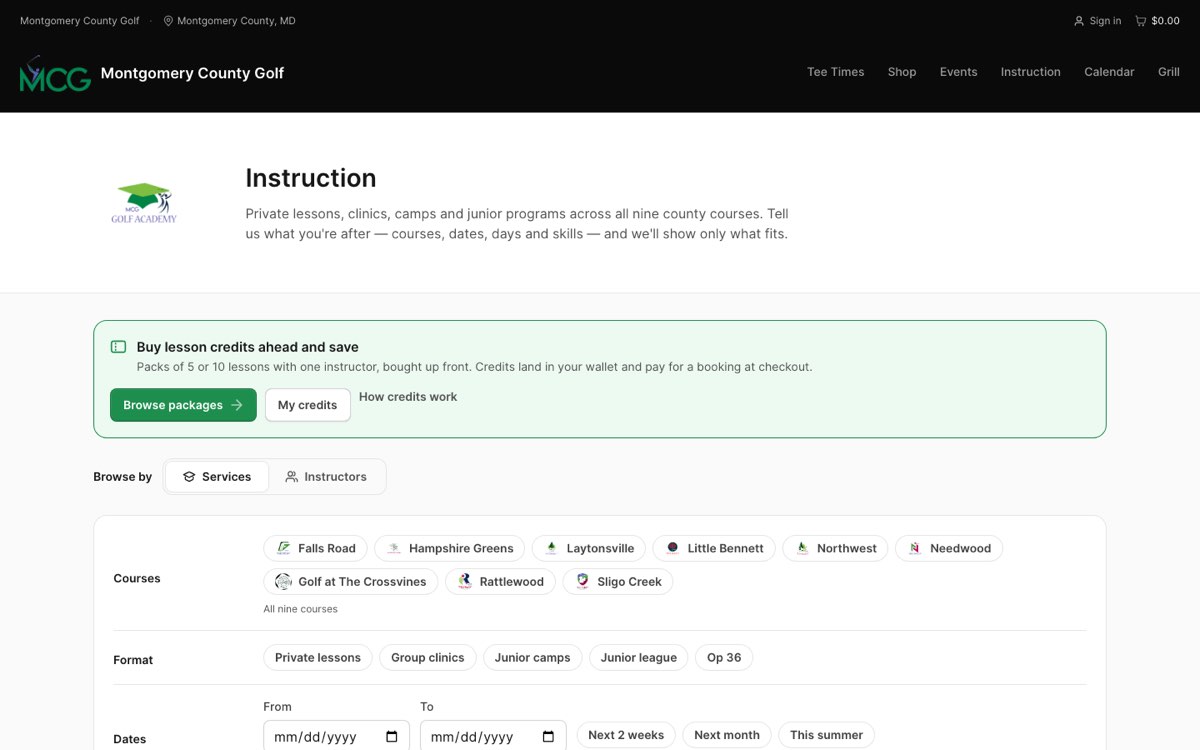 Montgomery County Golf · Montgomery County, MD
Sign in $0.00
MCG Montgomery County Golf
Tee Times Shop Events Instruction Calendar Grill
MCG
GOLF ACADEMY
Instruction
Private lessons, clinics, camps and junior programs across all nine county courses. Tell
us what you're after — courses, dates, days and skills — and we'll show only what fits.
Buy lesson credits ahead and save
Packs of 5 or 10 lessons with one instructor, bought up front. Credits land in your wallet and pay for a booking at checkout.
Browse packages My credits How credits work
Browse by Services Instructors
Courses
Falls Road Hampshire Greens Laytonsville Little Bennett Northwest Needwood
Golf at The Crossvines Rattlewood Sligo Creek
All nine courses
Format
Private lessons Group clinics Junior camps Junior league Op 36
Dates
From To
mm/dd/yyyy mm/dd/yyyy Next 2 weeks Next month This summer